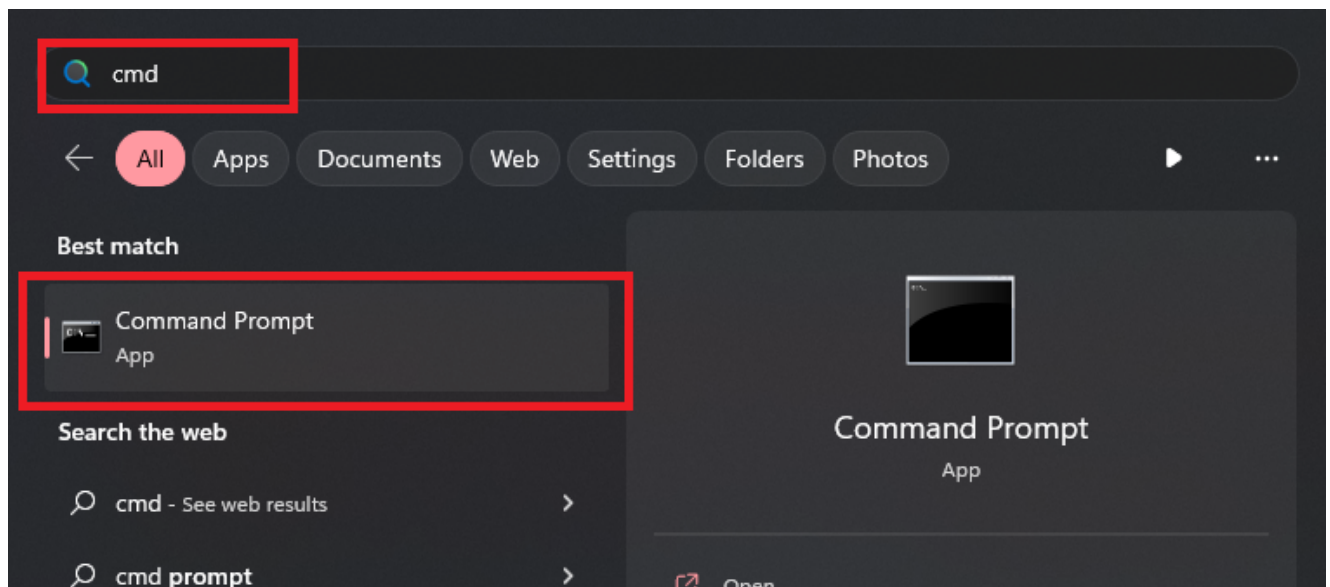 cmd
All Apps Documents Web Settings Folders Photos
Best match
Command Prompt
App
Search the web
cmd - See web results
cmd prompt
Command Prompt
App
Open